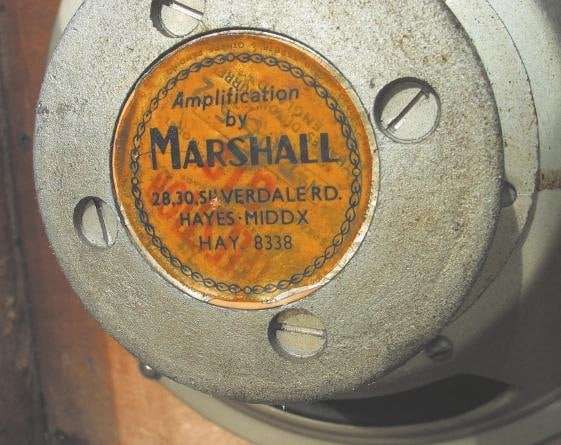 Amplification
by
MARSHALL
28,30,SILVERDALE RD.
HAYES·MIDDX
HAY. 8338